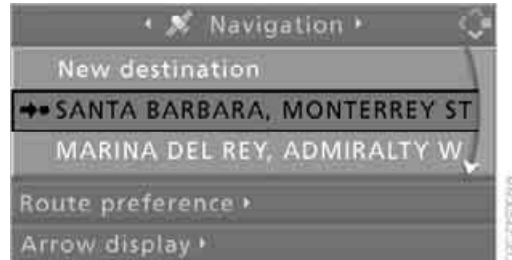 Navigation
New destination
SANTA BARBARA, MONTERREY ST
MARINA DEL REY, ADMIRALTY W
Route preference
Arrow display